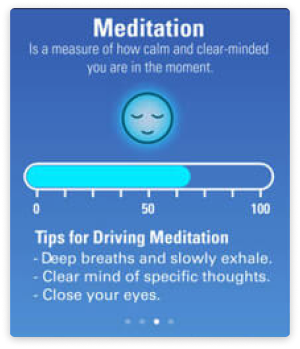 Meditation
Is a measure of how calm and clear-minded
you are in the moment.
0 50 100
Tips for Driving Meditation
- Deep breaths and slowly exhale.
- Clear mind of specific thoughts.
- Close your eyes.